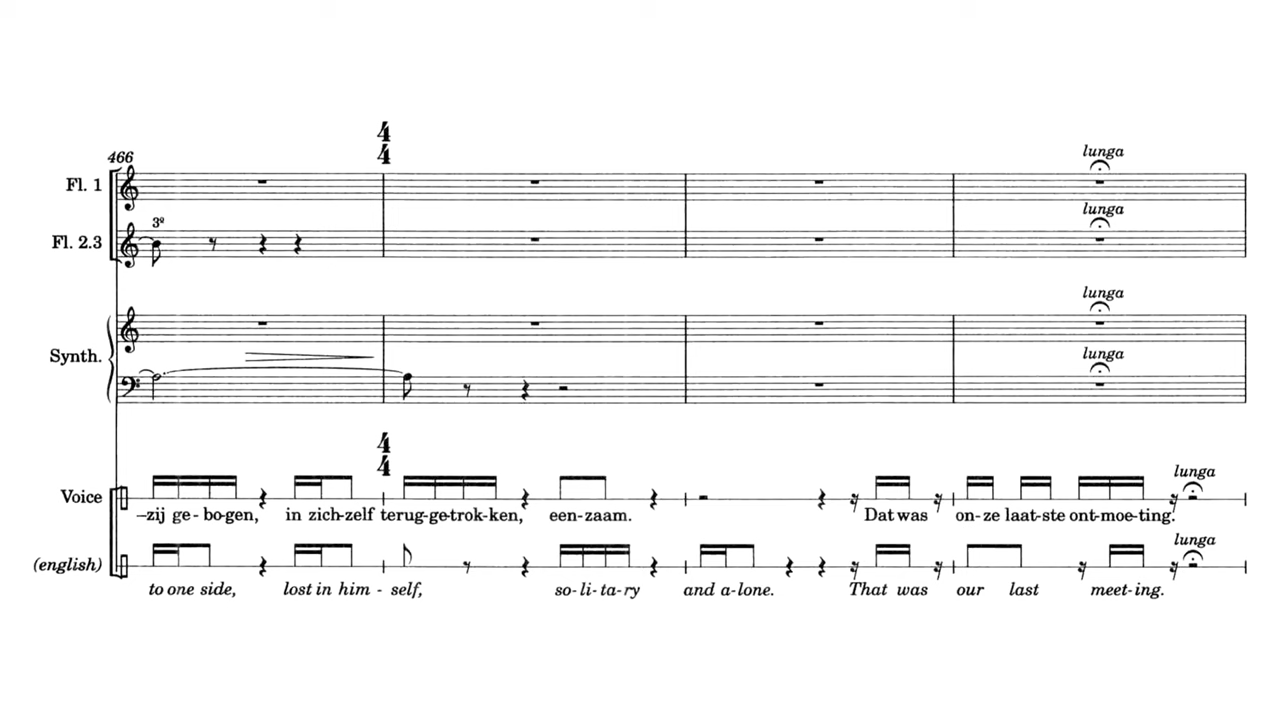 4
4
466
lunga
Fl. 1
3º
lunga
Fl. 2.3
lunga
Synth.
lunga
4
4
lunga
Voice
–zij ge-bo-gen, in zich-zelf terug-ge-trok-ken, een-zaam. Dat was on-ze laat-ste ont-moe-ting.
lunga
(english)
to one side, lost in him - self, so-li-ta-ry and a-lone. That was our last meet-ing.